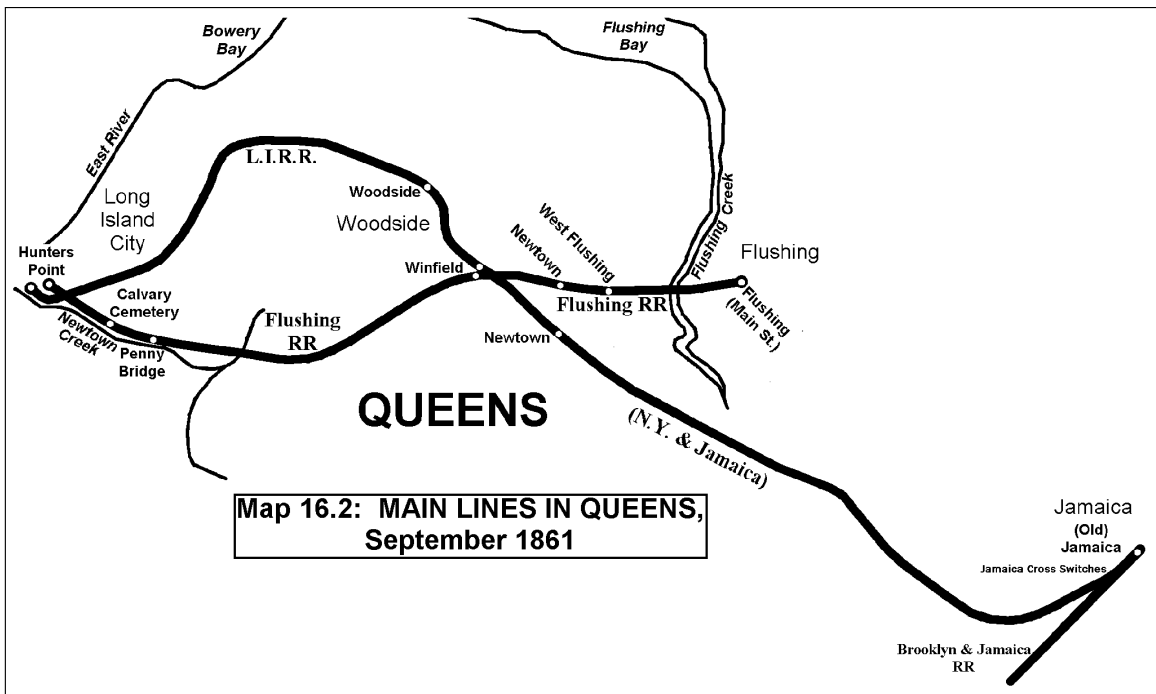 Bowery
Bay
Flushing
Bay
East River
L.I.R.R.
Long
Island
City
Woodside
Woodside
Hunters
Point
Winfield
Newtown
West Flushing
Flushing Creek
Flushing
Flushing
(Main St.)
Flushing RR
Calvary
Cemetery
Newtown
Creek
Penny
Bridge
Flushing
RR
Newtown
QUEENS
(N.Y. & Jamaica)
Map 16.2: MAIN LINES IN QUEENS,
September 1861
Jamaica
(Old)
Jamaica
Jamaica Cross Switches
Brooklyn & Jamaica
RR